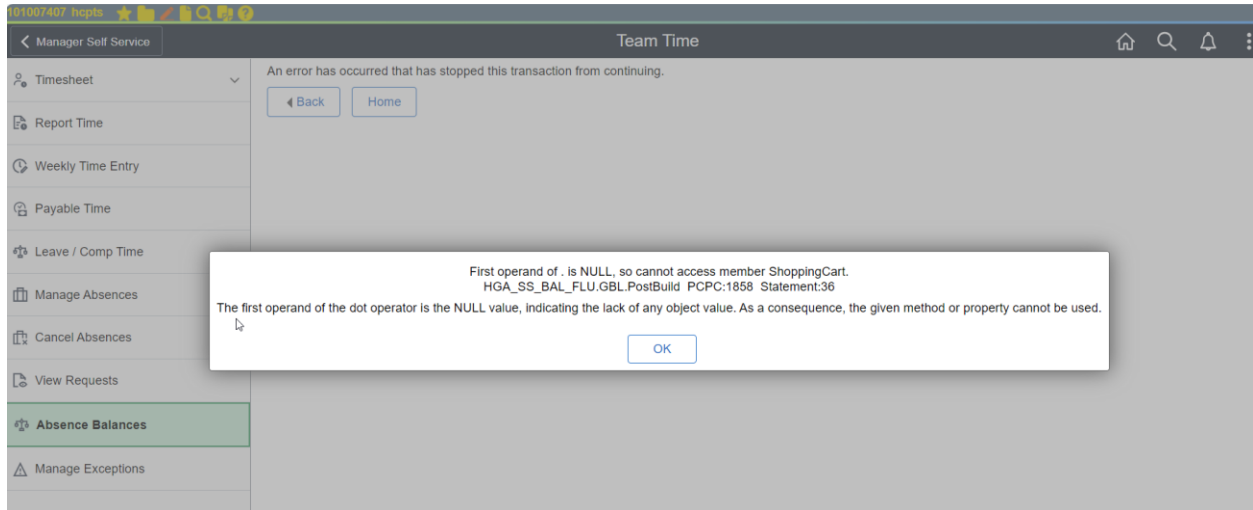 101007407 hcpts
Manager Self Service
Team Time
Timesheet
Report Time
Weekly Time Entry
Payable Time
Leave / Comp Time
Manage Absences
Cancel Absences
View Requests
Absence Balances
Manage Exceptions
An error has occurred that has stopped this transaction from continuing.
Back Home
First operand of . is NULL, so cannot access member ShoppingCart.
HGA_SS_BAL_FLU.GBL.PostBuild PCPC:1858 Statement:36
The first operand of the dot operator is the NULL value, indicating the lack of any object value. As a consequence, the given method or property cannot be used.
OK